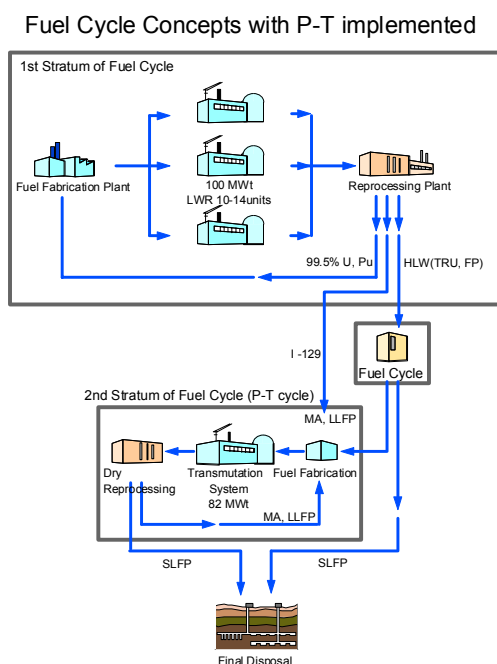 Fuel Cycle Concepts with P-T implemented
1st Stratum of Fuel Cycle
Fuel Fabrication Plant
100 MWt
LWR 10-14units
Reprocessing Plant
99.5% U, Pu
HLW(TRU, FP)
I -129
Fuel Cycle
2nd Stratum of Fuel Cycle (P-T cycle)
MA, LLFP
Dry
Reprocessing
Transmutation
System
82 MWt
Fuel Fabrication
MA, LLFP
SLFP
SLFP
Final Disposal